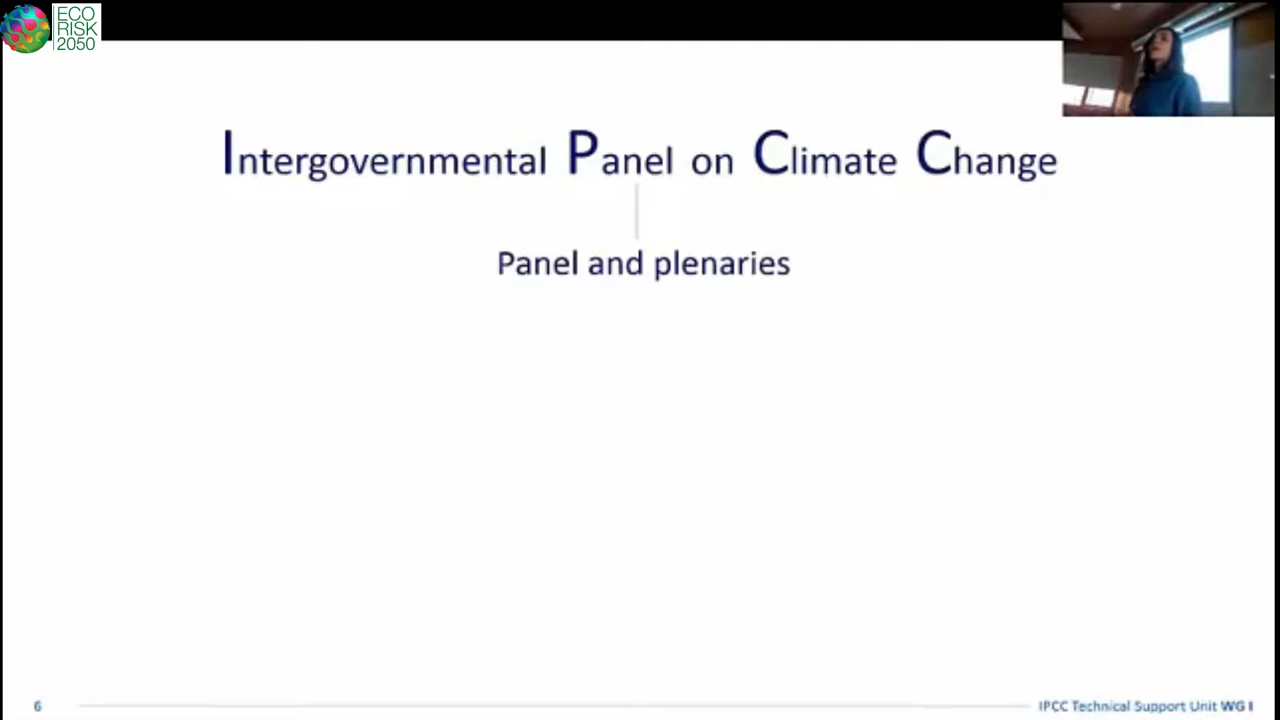 ECO
RISK
2050
Intergovernmental Panel on Climate Change
Panel and plenaries
6
IPCC Technical Support Unit WG I